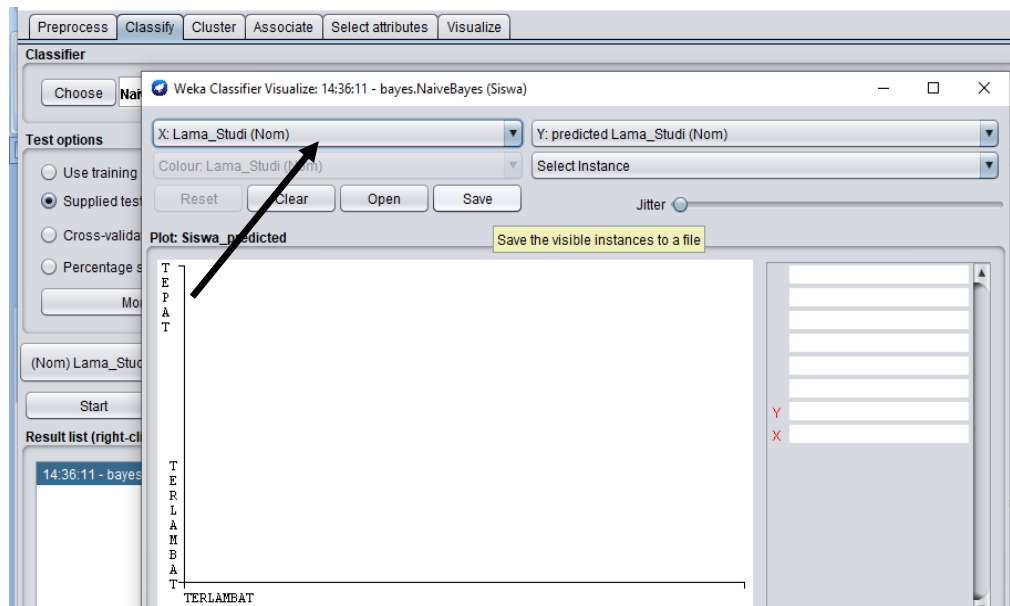 Preprocess Classify Cluster Associate Select attributes Visualize
Classifier
Choose Nai
Weka Classifier Visualize: 14:36:11 - bayes.NaiveBayes (Siswa)
X: Lama_Studi (Nom) Y: predicted Lama_Studi (Nom)
Colour: Lama_Studi (Nom) Select Instance
Reset Clear Open Save Jitter
Test options
Use training
Supplied test
Cross-valida
Percentage s
Mo
(Nom) Lama_Stud
Start
Result list (right-cli
14:36:11 - bayes
Plot: Siswa_predicted
Save the visible instances to a file
TEPAT
TERLAMBAT
TERLAMBAT
Y
X